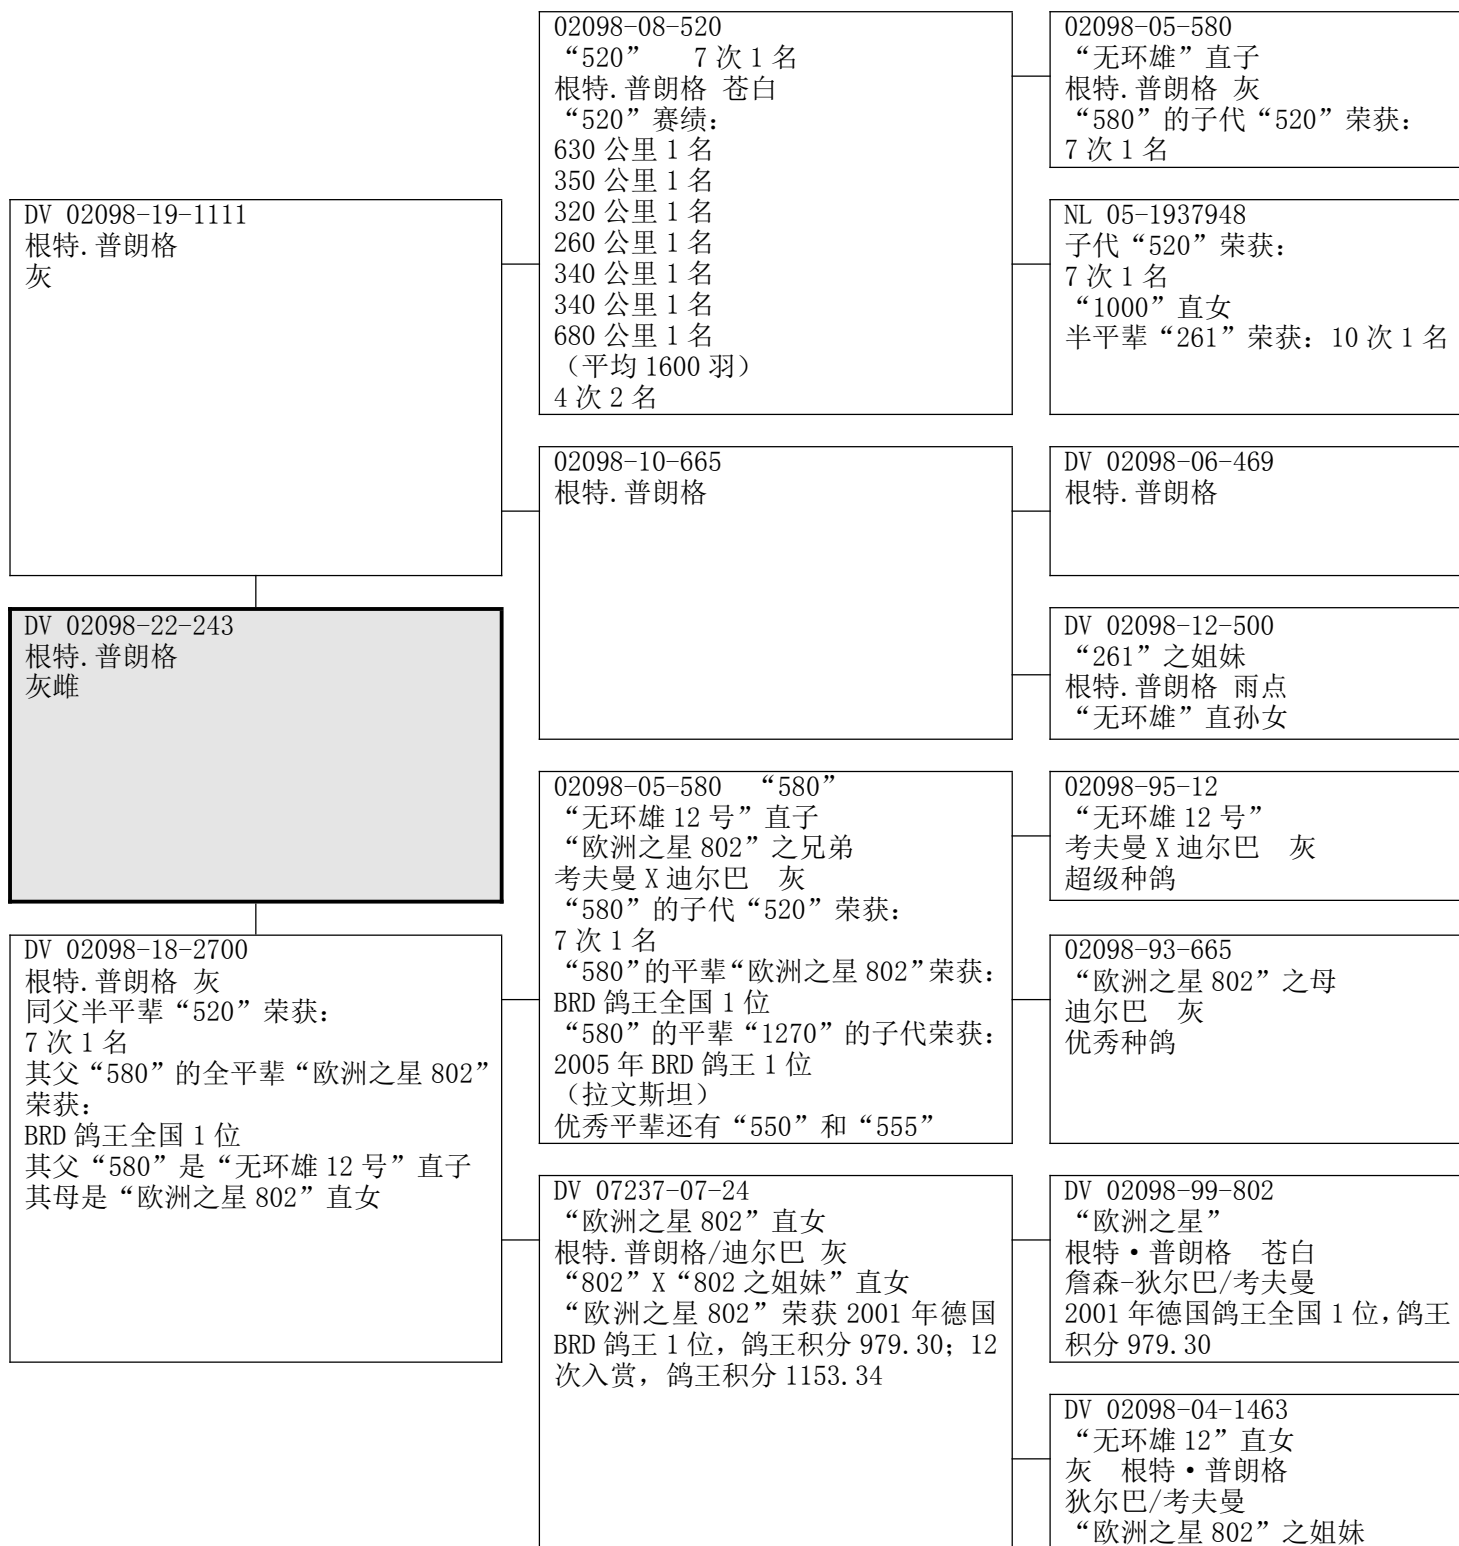 DV 02098-19-1111
根特.普朗格
灰
DV 02098-22-243
根特.普朗格
灰雌
DV 02098-18-2700
根特.普朗格 灰
同父半平辈“520”荣获：
7次1名
其父“580”的全平辈“欧洲之星802”
荣获：
BRD鸽王全国1位
其父“580”是“无环雄12号”直子
其母是“欧洲之星802”直女
02098-08-520
“520” 7次1名
根特.普朗格 苍白
“520”赛绩：
630公里1名
350公里1名
320公里1名
260公里1名
340公里1名
340公里1名
680公里1名
（平均1600羽）
4次2名
02098-10-665
根特.普朗格
02098-05-580 “580”
“无环雄12号”直子
“欧洲之星802”之兄弟
考夫曼X迪尔巴 灰
“580”的子代“520”荣获：
7次1名
“580”的平辈“欧洲之星802”荣获：
BRD鸽王全国1位
“580”的平辈“1270”的子代荣获：
2005年BRD鸽王1位
（拉文斯坦）
优秀平辈还有“550”和“555”
DV 07237-07-24
“欧洲之星802”直女
根特.普朗格/迪尔巴 灰
“802”X“802之姐妹”直女
“欧洲之星802”荣获2001年德国
BRD鸽王1位，鸽王积分979.30；12
次入赏，鸽王积分1153.34
02098-05-580
“无环雄”直子
根特.普朗格 灰
“580”的子代“520”荣获：
7次1名
NL 05-1937948
子代“520”荣获：
7次1名
“1000”直女
半平辈“261”荣获：10次1名
DV 02098-06-469
根特.普朗格
DV 02098-12-500
“261”之姐妹
根特.普朗格 雨点
“无环雄”直孙女
02098-95-12
“无环雄12号”
考夫曼X迪尔巴 灰
超级种鸽
02098-93-665
“欧洲之星802”之母
迪尔巴 灰
优秀种鸽
DV 02098-99-802
“欧洲之星”
根特·普朗格 苍白
詹森-狄尔巴/考夫曼
2001年德国鸽王全国1位，鸽王
积分979.30
DV 02098-04-1463
“无环雄12”直女
灰 根特·普朗格
狄尔巴/考夫曼
“欧洲之星802”之姐妹